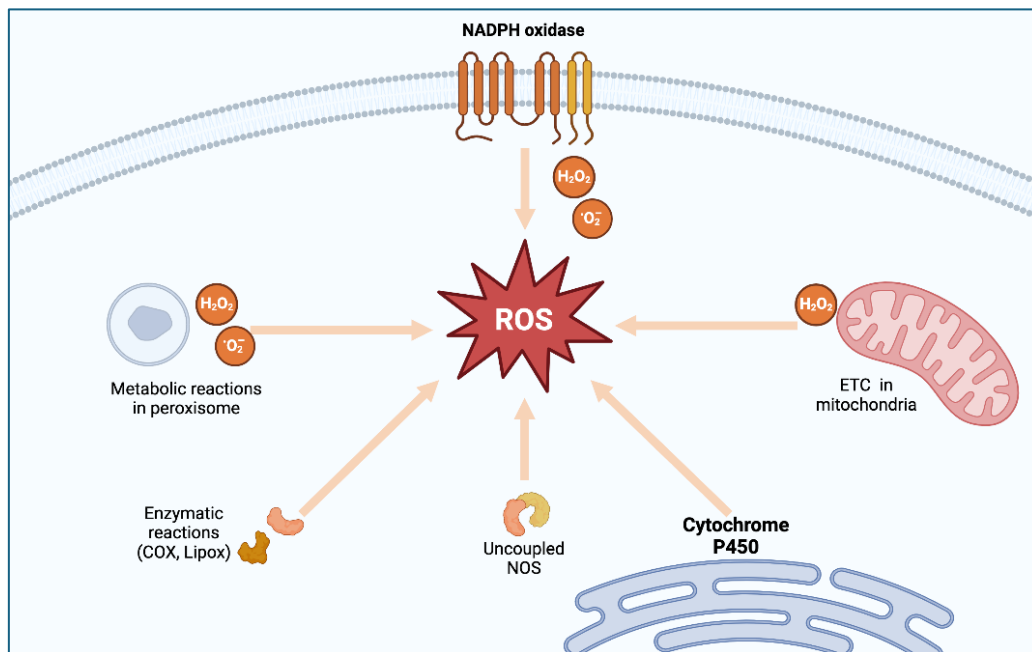 NADPH oxidase
H₂O₂
·O₂⁻
H₂O₂
·O₂⁻
ROS
H₂O₂
Metabolic reactions
in peroxisome
ETC in
mitochondria
Enzymatic
reactions
(COX, Lipox)
Uncoupled
NOS
Cytochrome
P450